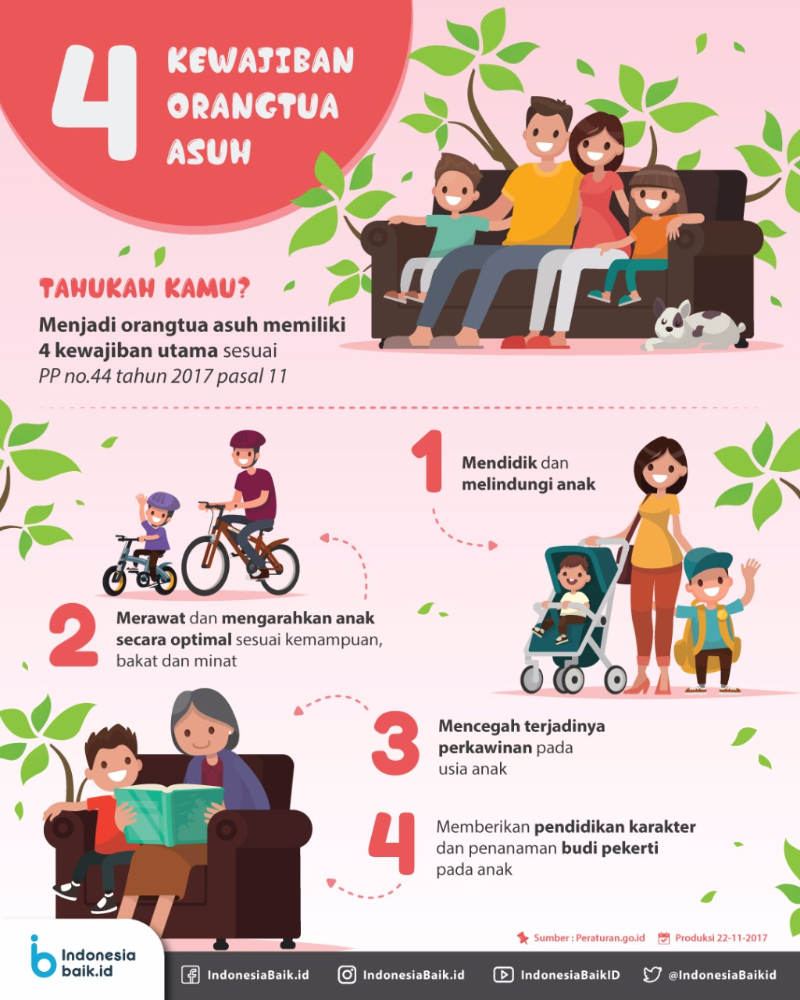 4
KEWAJIBAN
ORANGTUA
ASUH
TAHUKAH KAMU?
Menjadi orangtua asuh memiliki
4 kewajiban utama sesuai
PP no.44 tahun 2017 pasal 11
1
Mendidik dan
melindungi anak
2
Merawat dan mengarahkan anak
secara optimal sesuai kemampuan,
bakat dan minat
3
Mencegah terjadinya
perkawinan pada
usia anak
4
Memberikan pendidikan karakter
dan penanaman budi pekerti
pada anak
Sumber : Peraturan.go.id
Produksi 22-11-2017
Indonesia
baik.id
IndonesiaBaik.id
IndonesiaBaik.id
IndonesiaBaikID
@IndonesiaBaikid